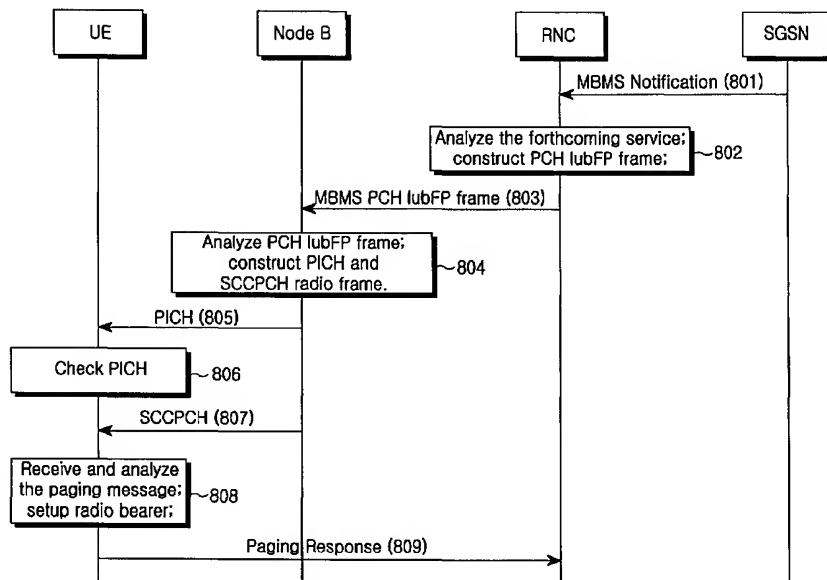 UE
Node B
RNC
SGSN
MBMS Notification (801)
Analyze the forthcoming service;
construct PCH IubFP frame;
802
MBMS PCH IubFP frame (803)
Analyze PCH IubFP frame;
construct PICH and
SCCPCH radio frame.
804
PICH (805)
Check PICH
806
SCCPCH (807)
Receive and analyze
the paging message;
setup radio bearer;
808
Paging Response (809)